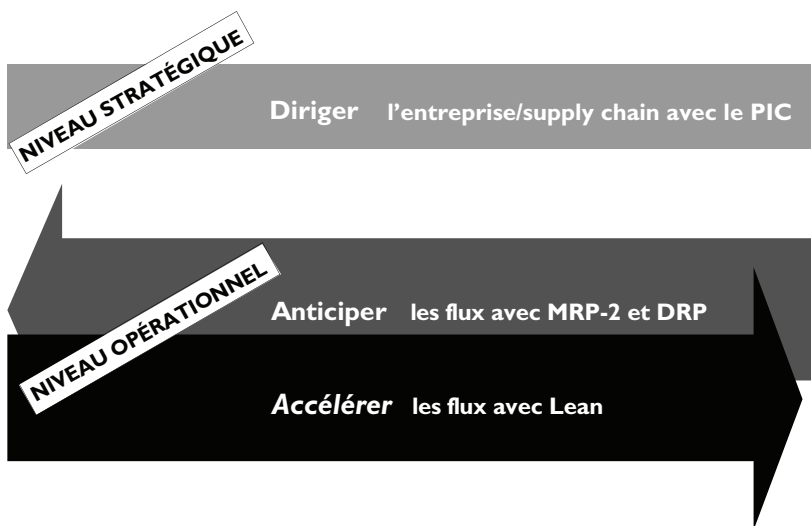 NIVEAU STRATÉGIQUE
Diriger l’entreprise/supply chain avec le PIC
NIVEAU OPÉRATIONNEL
Anticiper les flux avec MRP-2 et DRP
Accélérer les flux avec Lean